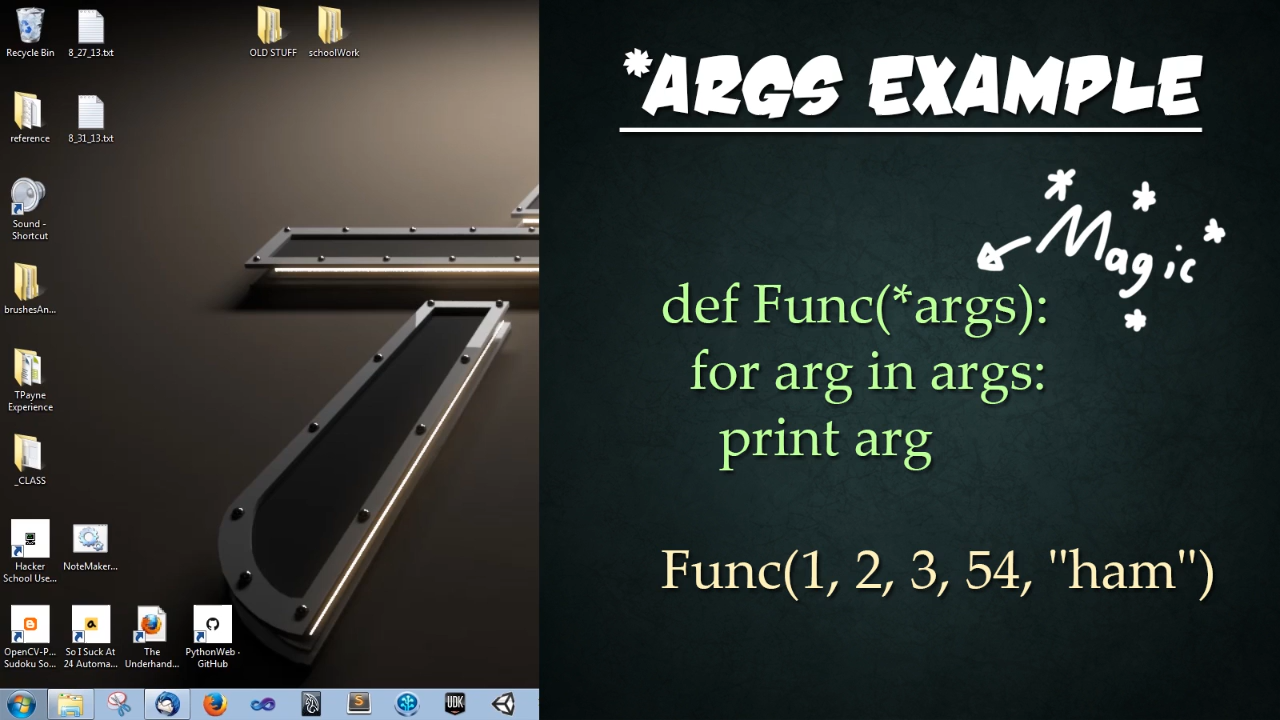 Recycle Bin
8_27_13.txt
OLD STUFF
schoolWork
reference
8_31_13.txt
Sound -
Shortcut
brushesAn...
TPayne
Experience
_CLASS
Hacker
School Use...
NoteMaker...
OpenCV-P...
Sudoku So...
So I Suck At
24 Automa...
The
Underhand...
PythonWeb ·
GitHub
S
UDK
*ARGS EXAMPLE
*Magic*
def Func(*args):
for arg in args:
print arg
Func(1, 2, 3, 54, "ham")